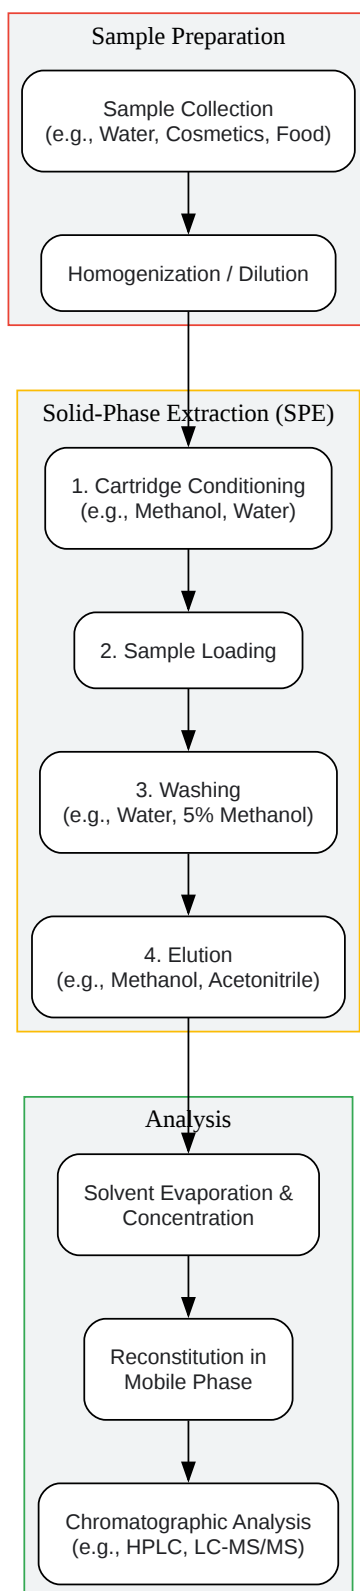 Sample Preparation
Sample Collection
(e.g., Water, Cosmetics, Food)
Homogenization / Dilution
Solid-Phase Extraction (SPE)
1. Cartridge Conditioning
(e.g., Methanol, Water)
2. Sample Loading
3. Washing
(e.g., Water, 5% Methanol)
4. Elution
(e.g., Methanol, Acetonitrile)
Analysis
Solvent Evaporation &
Concentration
Reconstitution in
Mobile Phase
Chromatographic Analysis
(e.g., HPLC, LC-MS/MS)